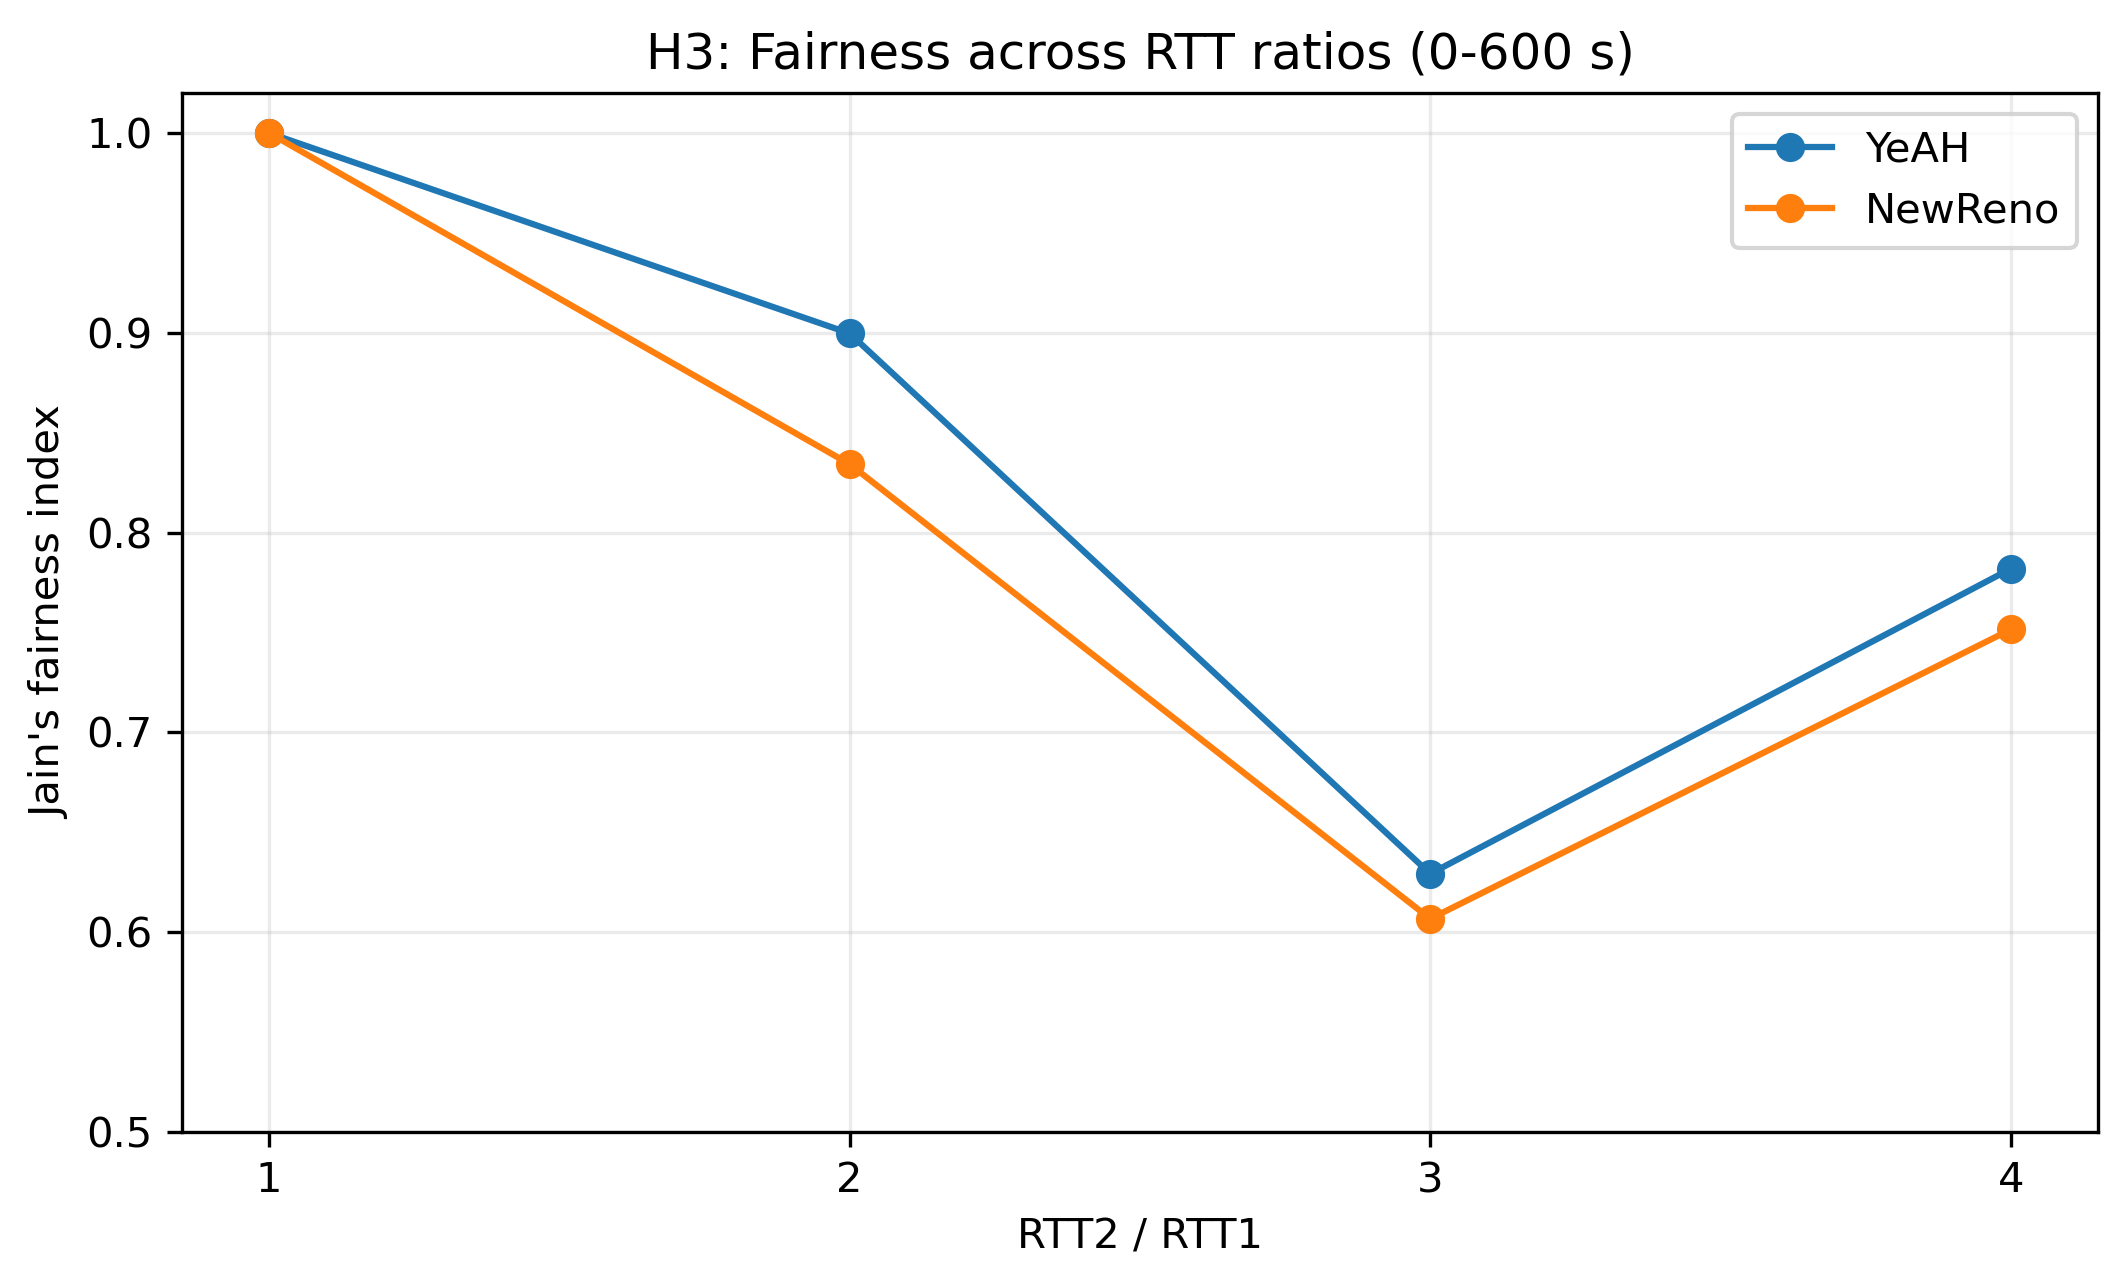 H3: Fairness across RTT ratios (0-600 s)
YeAH
NewReno
Jain's fairness index
1.0
0.9
0.8
0.7
0.6
0.5
1 2 3 4
RTT2 / RTT1